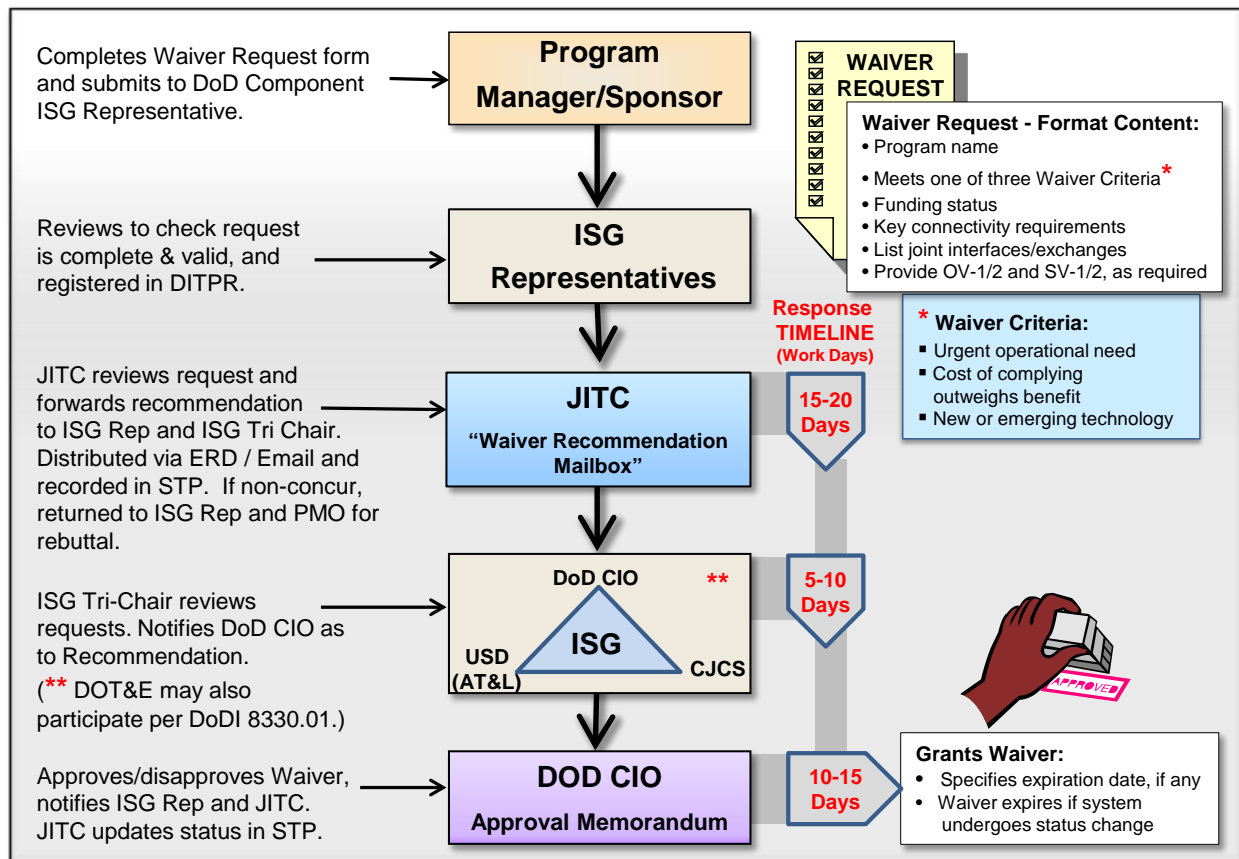 Completes Waiver Request form
and submits to DoD Component
ISG Representative.
Program
Manager/Sponsor
WAIVER
REQUEST
Waiver Request - Format Content:
• Program name
• Meets one of three Waiver Criteria*
• Funding status
• Key connectivity requirements
• List joint interfaces/exchanges
• Provide OV-1/2 and SV-1/2, as required
Reviews to check request
is complete & valid, and
registered in DITPR.
ISG
Representatives
Response
TIMELINE
(Work Days)
* Waiver Criteria:
▪ Urgent operational need
▪ Cost of complying
outweighs benefit
▪ New or emerging technology
JITC reviews request and
forwards recommendation
to ISG Rep and ISG Tri Chair.
Distributed via ERD / Email and
recorded in STP.  If non-concur,
returned to ISG Rep and PMO for
rebuttal.
JITC
“Waiver Recommendation
Mailbox”
15-20
Days
ISG Tri-Chair reviews
requests. Notifies DoD CIO as
to Recommendation.
(** DOT&E may also
participate per DoDI 8330.01.)
DoD CIO
**
ISG
USD
(AT&L)
CJCS
5-10
Days
APPROVED
Approves/disapproves Waiver,
notifies ISG Rep and JITC.
JITC updates status in STP.
DOD CIO
Approval Memorandum
10-15
Days
Grants Waiver:
• Specifies expiration date, if any
• Waiver expires if system
undergoes status change